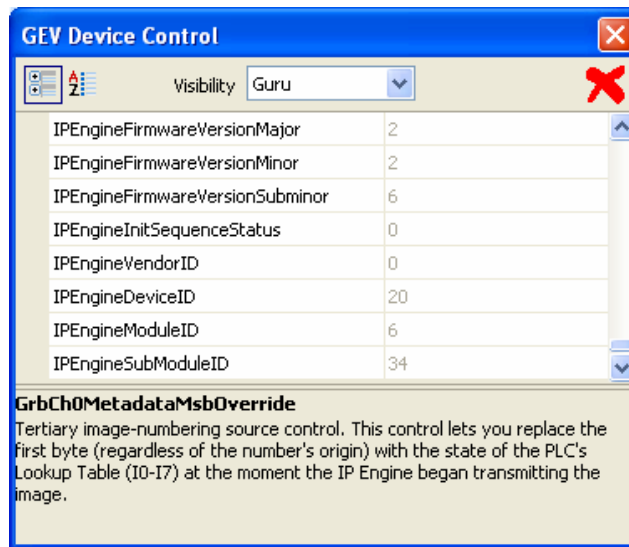 GEV Device Control
Visibility Guru
IPEngineFirmwareVersionMajor 2
IPEngineFirmwareVersionMinor 2
IPEngineFirmwareVersionSubminor 6
IPEngineInitSequenceStatus 0
IPEngineVendorID 0
IPEngineDeviceID 20
IPEngineModuleID 6
IPEngineSubModuleID 34
GrbCh0MetadataMsbOverride
Tertiary image-numbering source control. This control lets you replace the
first byte (regardless of the number's origin) with the state of the PLC's
Lookup Table (I0-I7) at the moment the IP Engine began transmitting the
image.